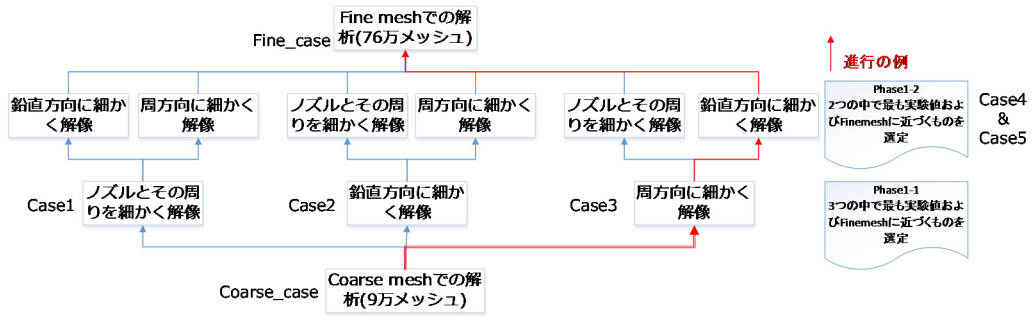 Fine meshでの解
析(76万メッシュ)
Fine_case
進行の例
鉛直方向に細か
く解像
周方向に細かく
解像
ノズルとその周
りを細かく解像
周方向に細かく
解像
ノズルとその周
りを細かく解像
鉛直方向に細か
く解像
Phase1-2
2つの中で最も実験値およ
びFinemeshに近づくものを
選定
Case4
&
Case5
Case1
ノズルとその周
りを細かく解像
Case2
鉛直方向に細か
く解像
Case3
周方向に細かく
解像
Phase1-1
3つの中で最も実験値およ
びFinemeshに近づくものを
選定
Coarse_case
Coarse meshでの解
析(9万メッシュ)